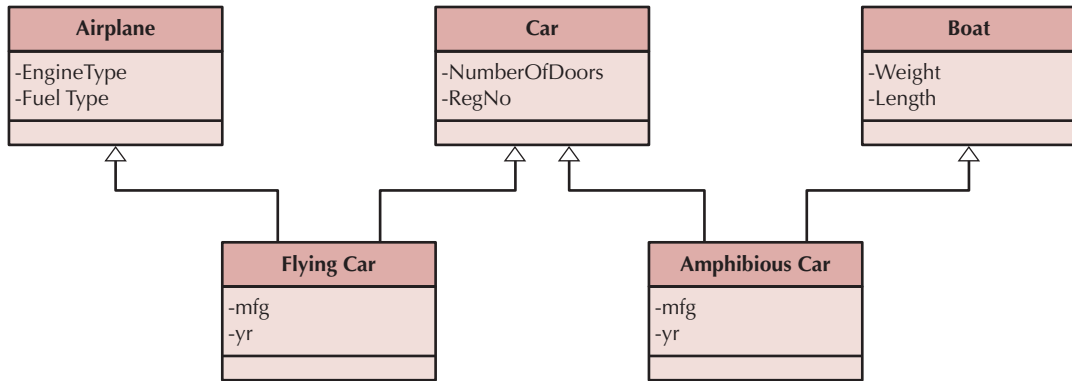 Airplane
-EngineType
-Fuel Type
Car
-NumberOfDoors
-RegNo
Boat
-Weight
-Length
Flying Car
-mfg
-yr
Amphibious Car
-mfg
-yr